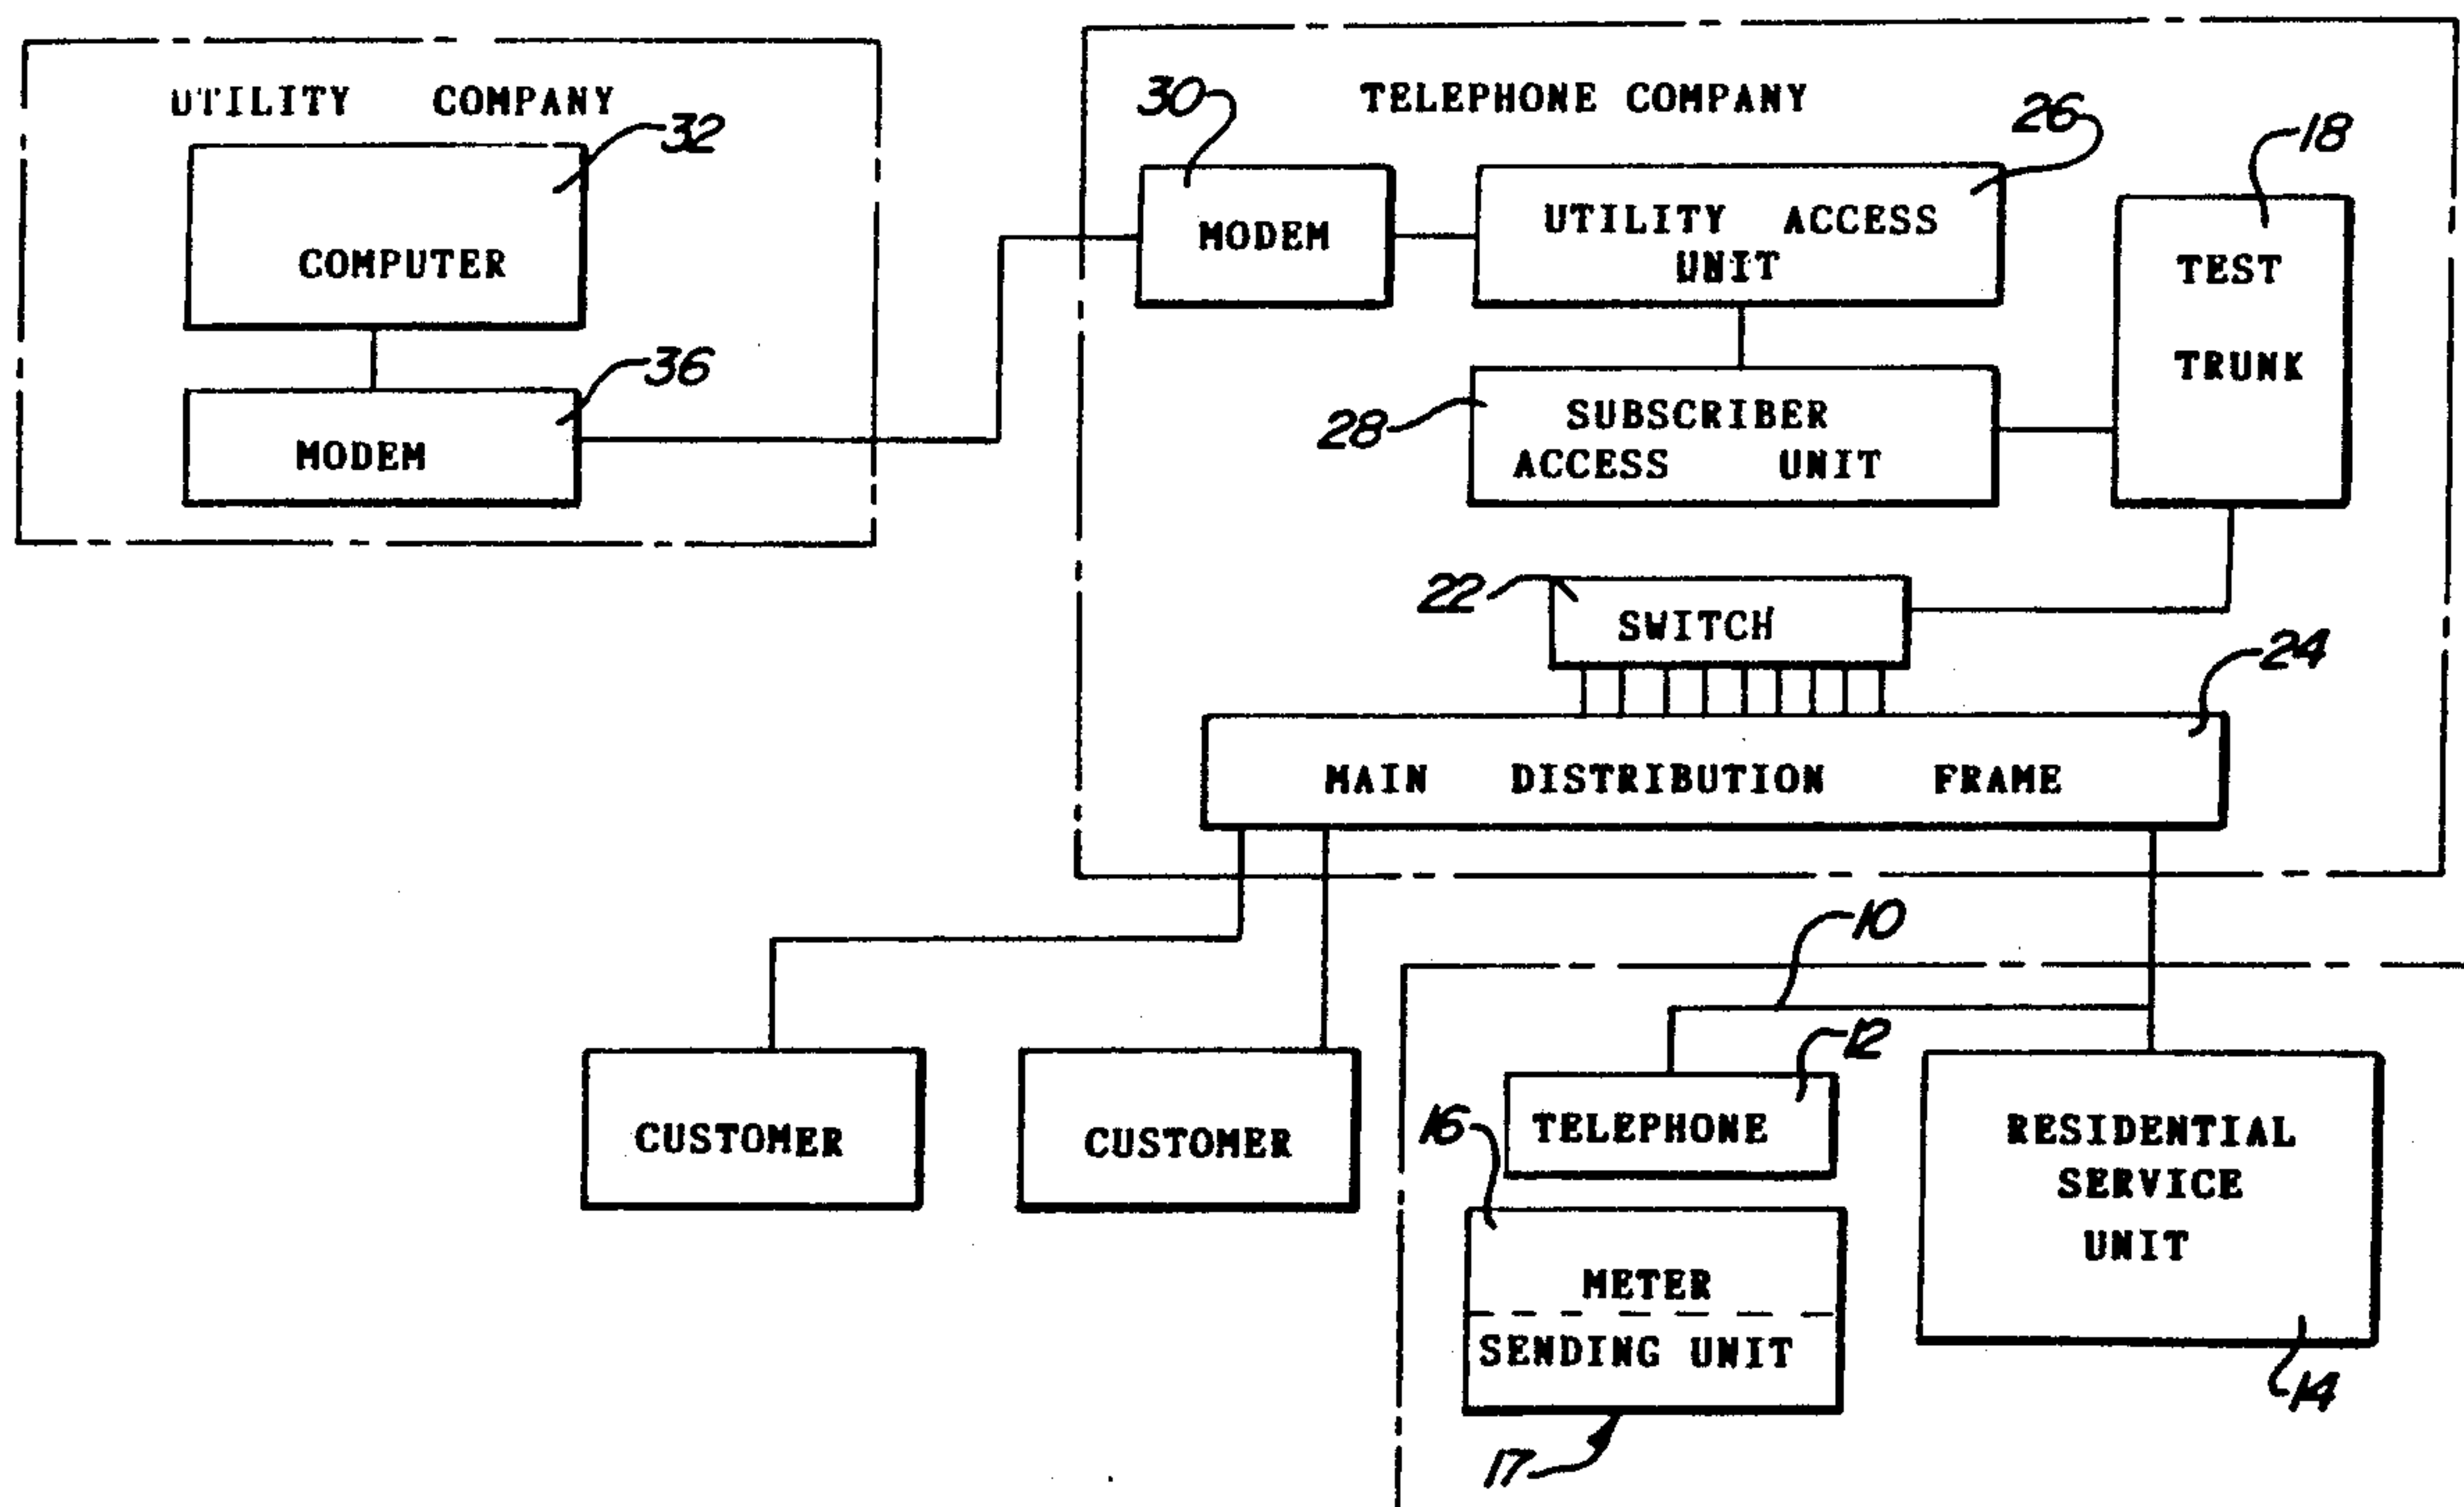 UTILITY COMPANY
32
COMPUTER
36
MODEM
TELEPHONE COMPANY
30
MODEM
26
UTILITY ACCESS
UNIT
18
TEST
TRUNK
28
SUBSCRIBER
ACCESS UNIT
22
SWITCH
24
MAIN DISTRIBUTION FRAME
CUSTOMER
CUSTOMER
10
12
TELEPHONE
16
METER
SENDING UNIT
17
RESIDENTIAL
SERVICE
UNIT
14